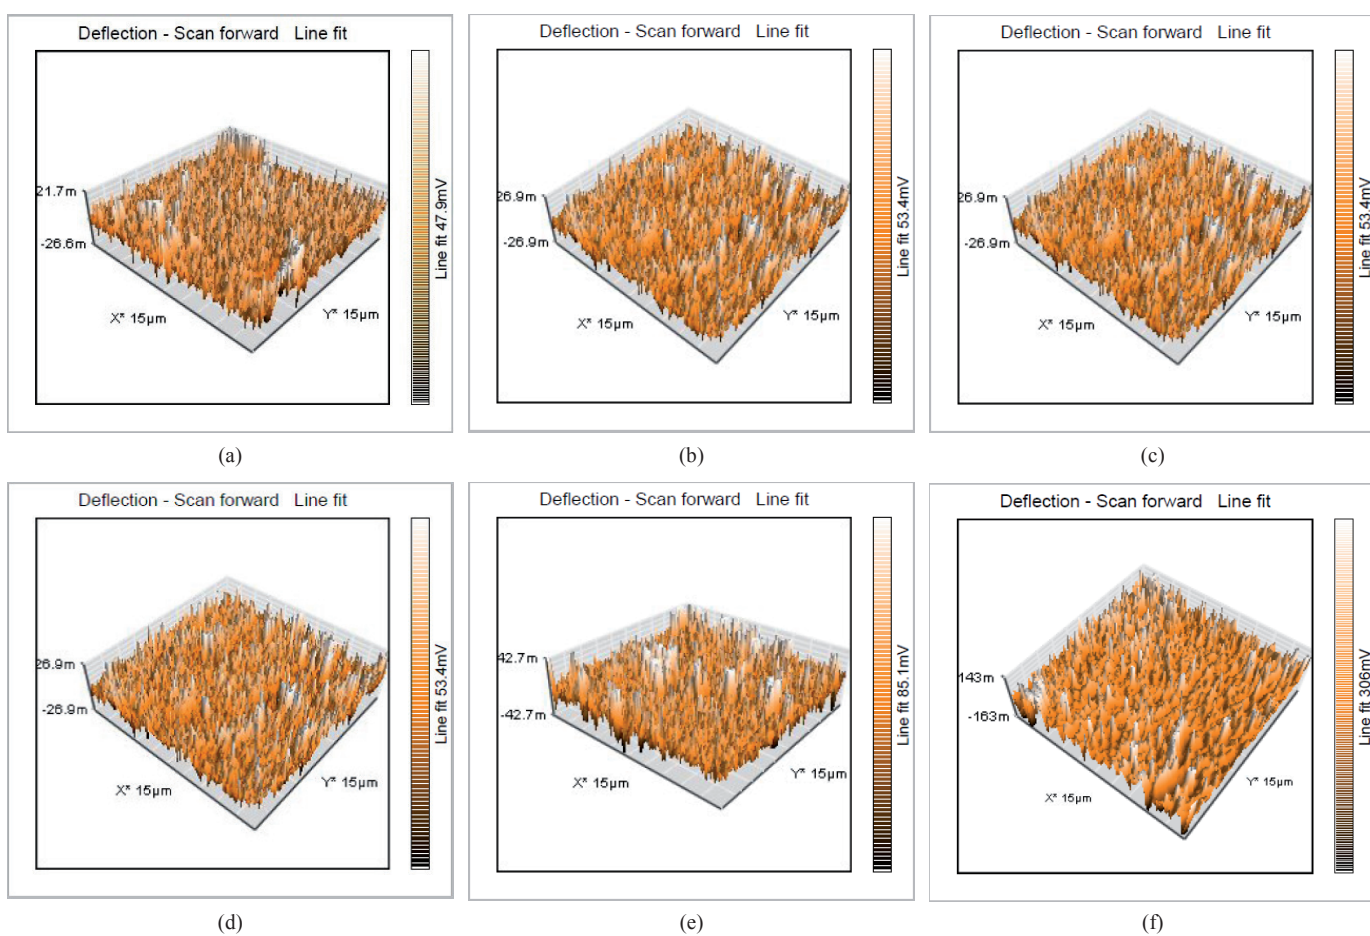 Deflection - Scan forward Line fit
21.7m
-26.6m
X* 15µm
Y* 15µm
Line fit 47.9mV
(a)
Deflection - Scan forward Line fit
26.9m
-26.9m
X* 15µm
Y* 15µm
Line fit 53.4mV
(b)
Deflection - Scan forward Line fit
26.9m
-26.9m
X* 15µm
Y* 15µm
Line fit 53.4mV
(c)
Deflection - Scan forward Line fit
26.9m
-26.9m
X* 15µm
Y* 15µm
Line fit 53.4mV
(d)
Deflection - Scan forward Line fit
42.7m
-42.7m
X* 15µm
Y* 15µm
Line fit 85.1mV
(e)
Deflection - Scan forward Line fit
143m
-163m
X* 15µm
Y* 15µm
Line fit 306mV
(f)